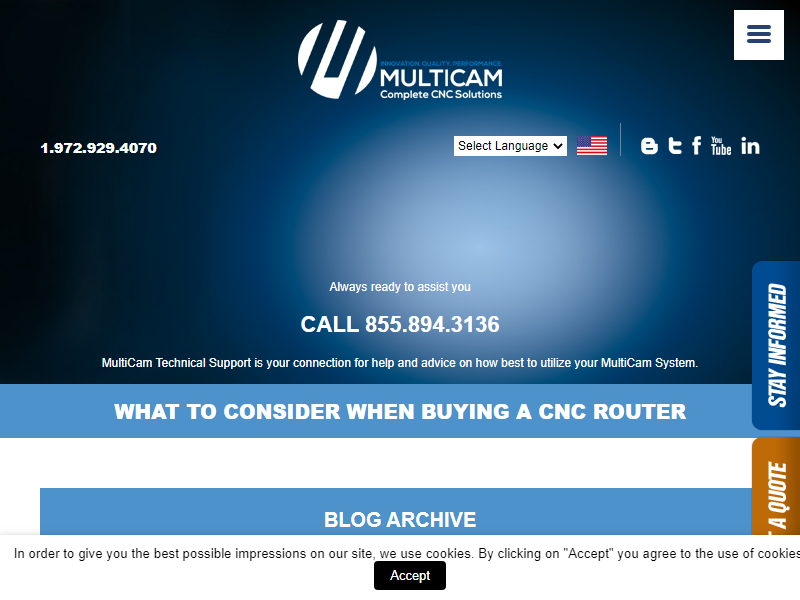 INNOVATION. QUALITY. PERFORMANCE.
MULTICAM
Complete CNC Solutions
1.972.929.4070
Select Language
You
Tube
in
Always ready to assist you
CALL 855.894.3136
MultiCam Technical Support is your connection for help and advice on how best to utilize your MultiCam System.
STAY INFORMED
WHAT TO CONSIDER WHEN BUYING A CNC ROUTER
A QUOTE
BLOG ARCHIVE
In order to give you the best possible impressions on our site, we use cookies. By clicking on "Accept" you agree to the use of cookies
Accept